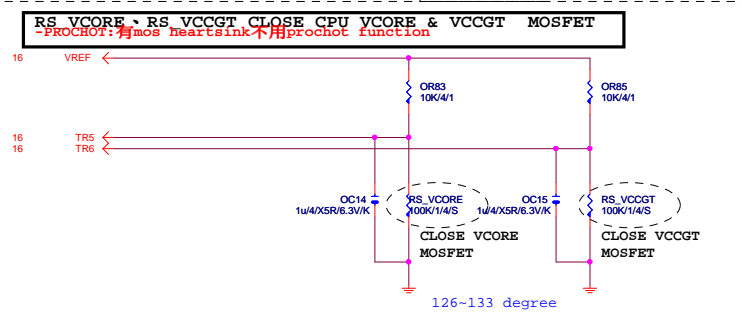 RS_VCORE、RS_VCCGT CLOSE CPU VCORE & VCCGT MOSFET
-PROCHOT:有mos heartsink不用prochot function
16 VREF
OR83
10K/4/1
OR85
10K/4/1
16 TR5
16 TR6
OC14
1u/4/X5R/6.3V/K
RS_VCORE
100K/1/4/S
OC15
1u/4/X5R/6.3V/K
RS_VCCGT
100K/1/4/S
CLOSE VCORE
MOSFET
CLOSE VCCGT
MOSFET
126~133 degree